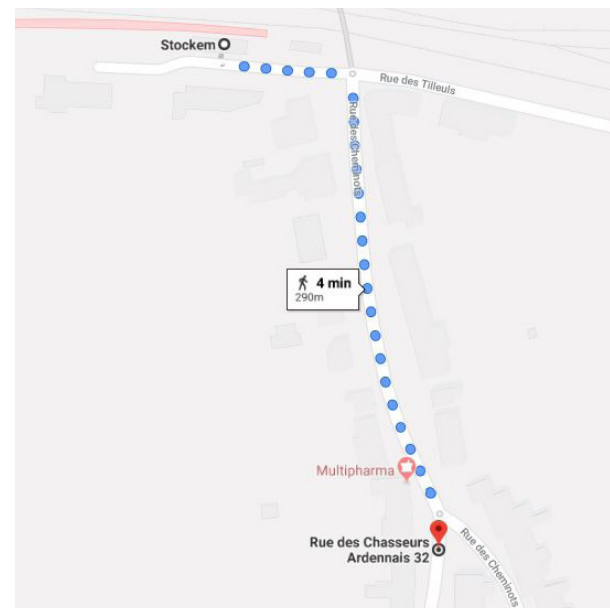 Stockem
Rue des Tilleuls
Rue des Cheminots
4 min
290m
Multipharma
Rue des Chasseurs
Ardennais 32
Rue des Cheminots